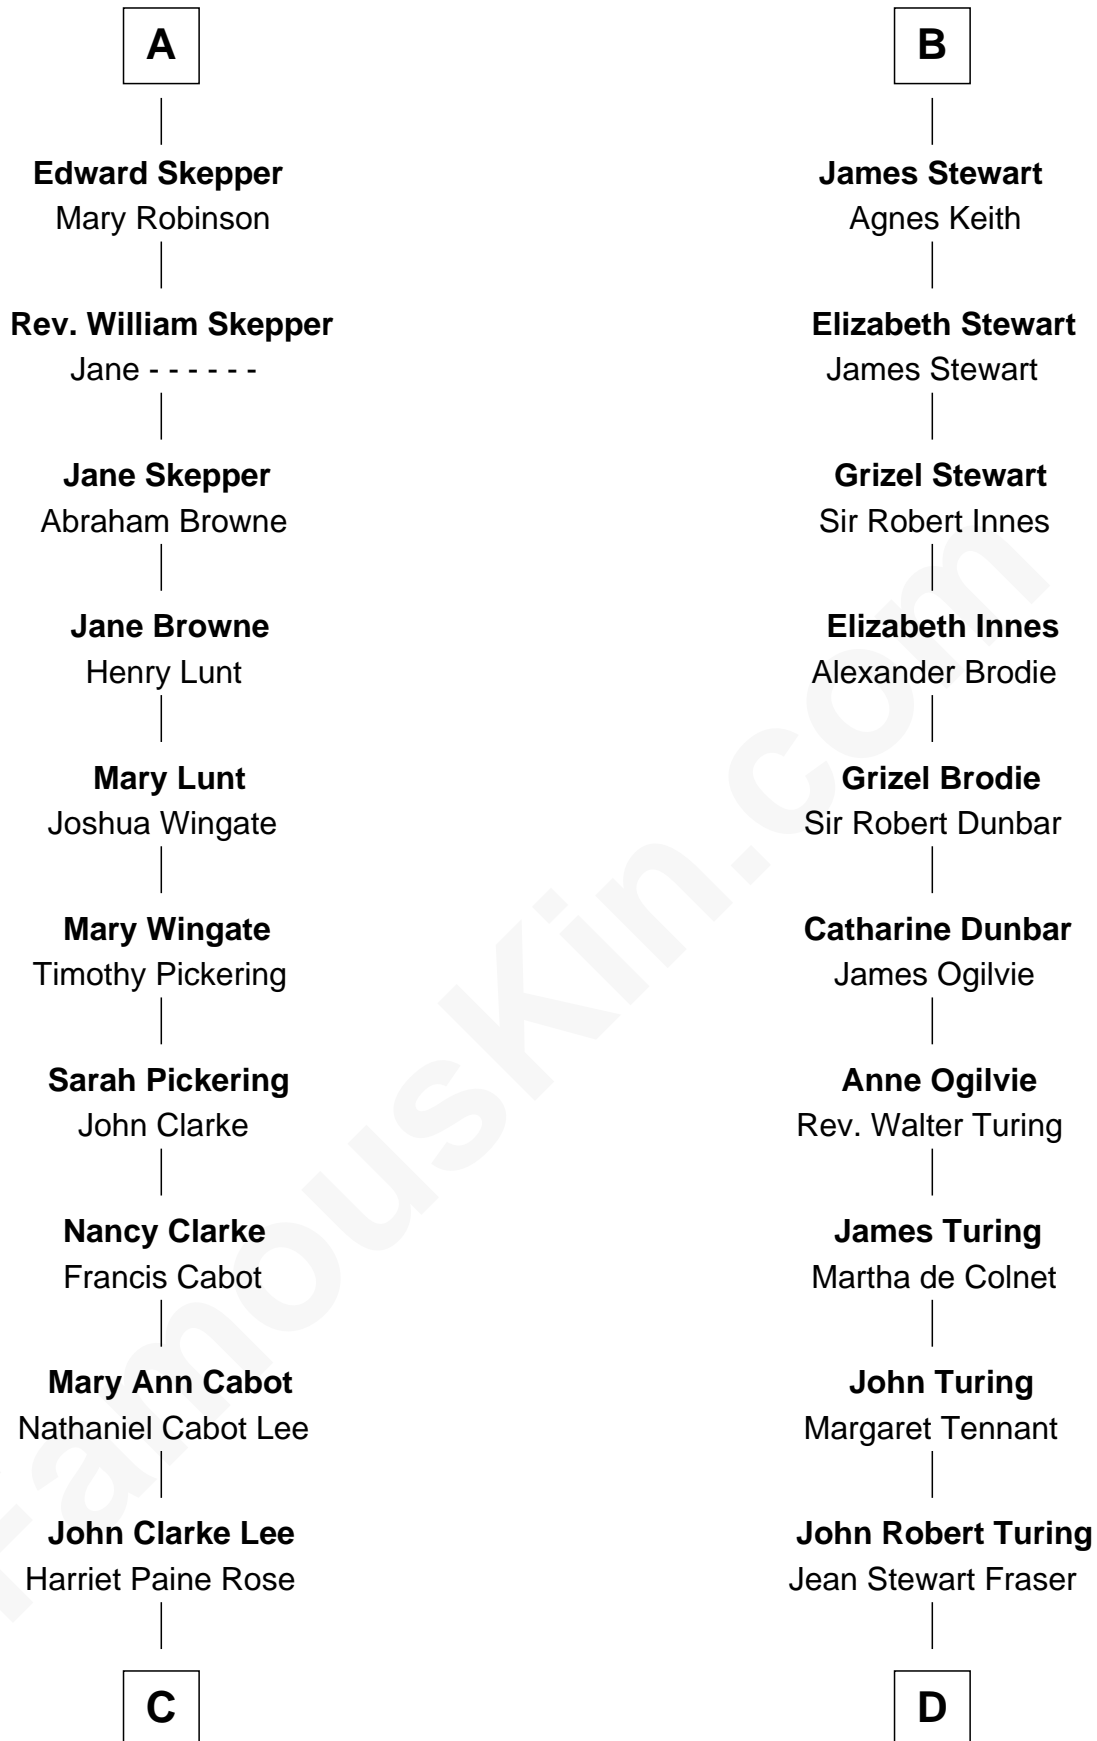 A
Edward Skepper
Mary Robinson
Rev. William Skepper
Jane - - - - - -
Jane Skepper
Abraham Browne
Jane Browne
Henry Lunt
Mary Lunt
Joshua Wingate
Mary Wingate
Timothy Pickering
Sarah Pickering
John Clarke
Nancy Clarke
Francis Cabot
Mary Ann Cabot
Nathaniel Cabot Lee
John Clarke Lee
Harriet Paine Rose
C
B
James Stewart
Agnes Keith
Elizabeth Stewart
James Stewart
Grizel Stewart
Sir Robert Innes
Elizabeth Innes
Alexander Brodie
Grizel Brodie
Sir Robert Dunbar
Catharine Dunbar
James Ogilvie
Anne Ogilvie
Rev. Walter Turing
James Turing
Martha de Colnet
John Turing
Margaret Tennant
John Robert Turing
Jean Stewart Fraser
D
FamousKin.com